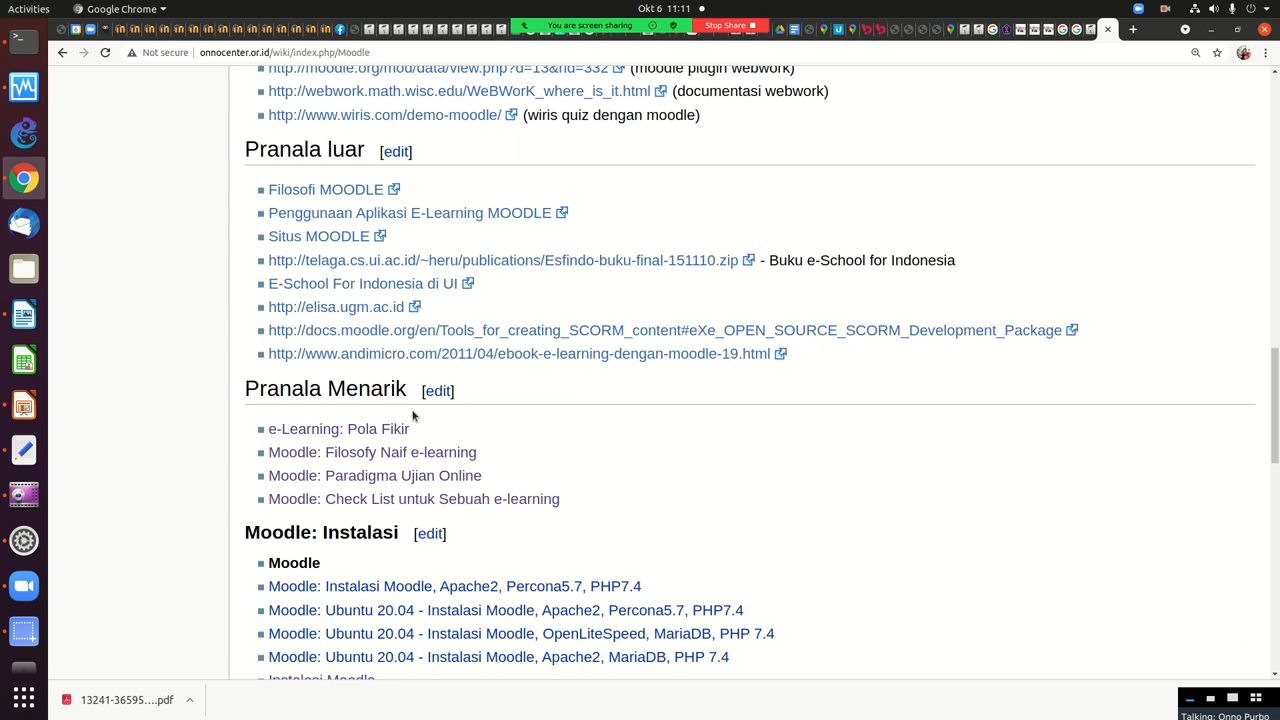 Activities
Google Chrome
Okt 6 11:11
You are screen sharing
Stop Share
Not secure
onnocenter.or.id/wiki/index.php/Moodle
http://moodle.org/mod/data/view.php?d=13&rid=332 (moodle plugin webwork)
http://webwork.math.wisc.edu/WeBWorK_where_is_it.html (documentasi webwork)
http://www.wiris.com/demo-moodle/ (wiris quiz dengan moodle)
Pranala luar [edit]
Filosofi MOODLE
Penggunaan Aplikasi E-Learning MOODLE
Situs MOODLE
http://telaga.cs.ui.ac.id/~heru/publications/Esfindo-buku-final-151110.zip - Buku e-School for Indonesia
E-School For Indonesia di UI
http://elisa.ugm.ac.id
http://docs.moodle.org/en/Tools_for_creating_SCORM_content#eXe_OPEN_SOURCE_SCORM_Development_Package
http://www.andimicro.com/2011/04/ebook-e-learning-dengan-moodle-19.html
Pranala Menarik [edit]
e-Learning: Pola Fikir
Moodle: Filosofy Naif e-learning
Moodle: Paradigma Ujian Online
Moodle: Check List untuk Sebuah e-learning
Moodle: Instalasi [edit]
Moodle
Moodle: Instalasi Moodle, Apache2, Percona5.7, PHP7.4
Moodle: Ubuntu 20.04 - Instalasi Moodle, Apache2, Percona5.7, PHP7.4
Moodle: Ubuntu 20.04 - Instalasi Moodle, OpenLiteSpeed, MariaDB, PHP 7.4
Moodle: Ubuntu 20.04 - Instalasi Moodle, Apache2, MariaDB, PHP 7.4
Instalasi Moodle
13241-36595....pdf
Talking: Onno Purbo